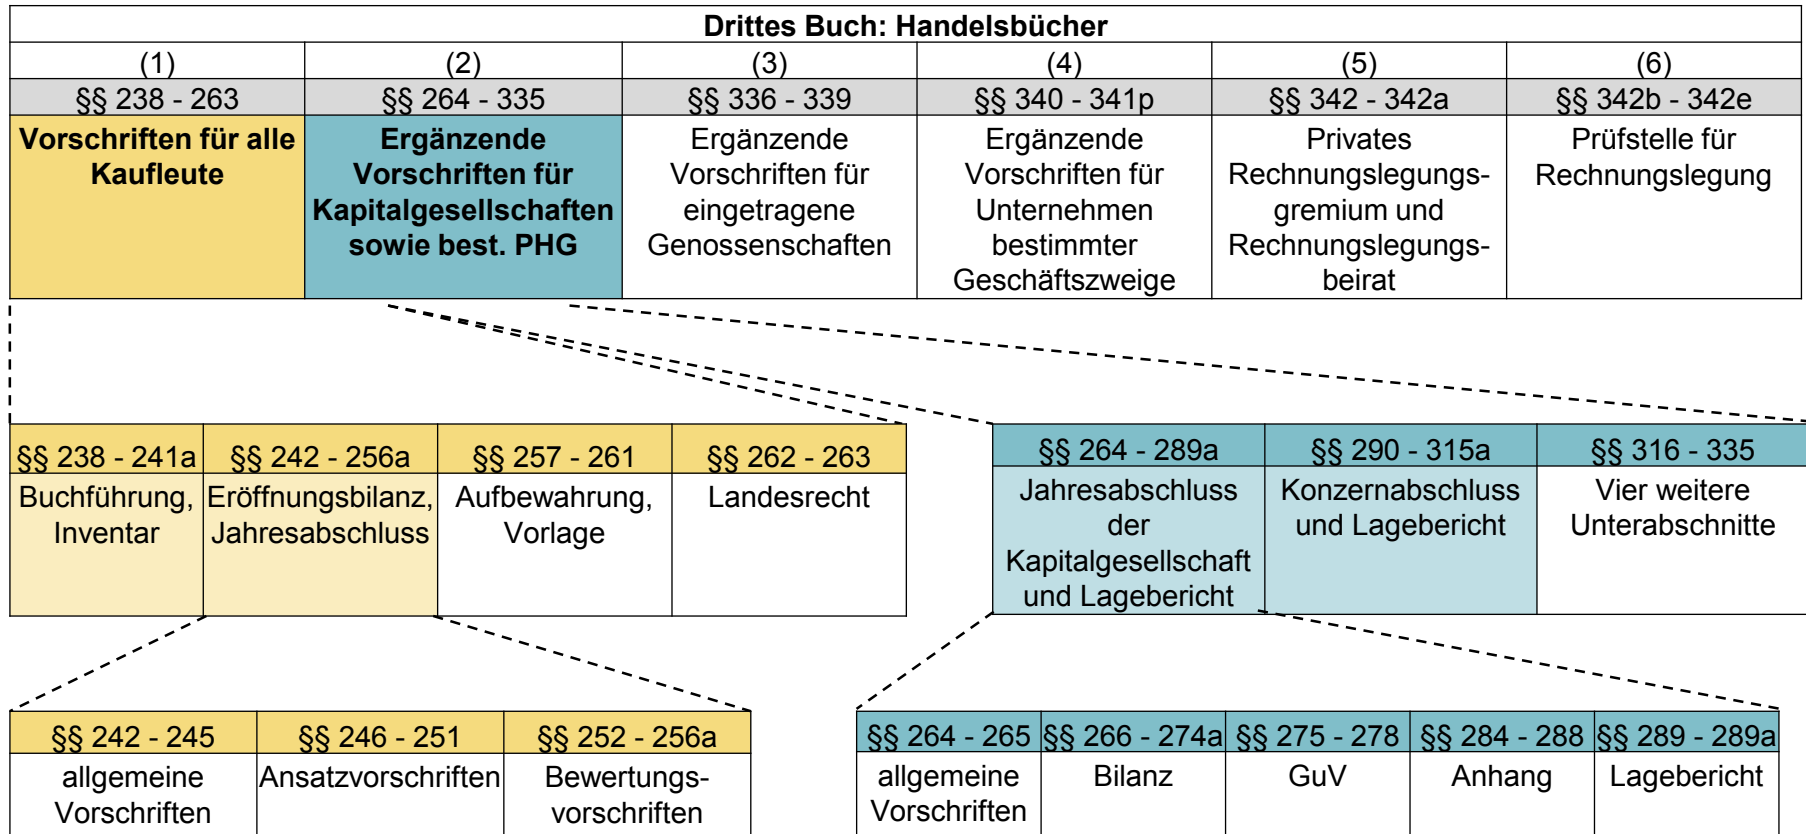 Drittes Buch: Handelsbücher
(1) (2) (3) (4) (5) (6)
§§ 238 - 263 §§ 264 - 335 §§ 336 - 339 §§ 340 - 341p §§ 342 - 342a §§ 342b - 342e
Vorschriften für alle
Kaufleute
Ergänzende
Vorschriften für
Kapitalgesellschaften
sowie best. PHG
Ergänzende
Vorschriften für
eingetragene
Genossenschaften
Ergänzende
Vorschriften für
Unternehmen
bestimmter
Geschäftszweige
Privates
Rechnungslegungs-
gremium und
Rechnungslegungs-
beirat
Prüfstelle für
Rechnungslegung
§§ 238 - 241a §§ 242 - 256a §§ 257 - 261 §§ 262 - 263
Buchführung,
Inventar
Eröffnungsbilanz,
Jahresabschluss
Aufbewahrung,
Vorlage
Landesrecht
§§ 264 - 289a §§ 290 - 315a §§ 316 - 335
Jahresabschluss
der
Kapitalgesellschaft
und Lagebericht
Konzernabschluss
und Lagebericht
Vier weitere
Unterabschnitte
§§ 242 - 245 §§ 246 - 251 §§ 252 - 256a
allgemeine
Vorschriften
Ansatzvorschriften
Bewertungs-
vorschriften
§§ 264 - 265 §§ 266 - 274a §§ 275 - 278 §§ 284 - 288 §§ 289 - 289a
allgemeine
Vorschriften
Bilanz
GuV
Anhang
Lagebericht